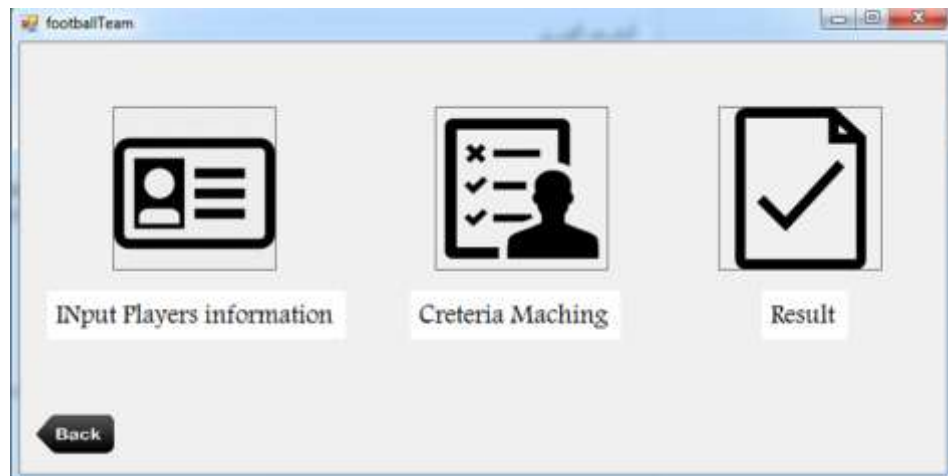 footballTeam
INput Players information
Creteria Maching
Result
Back